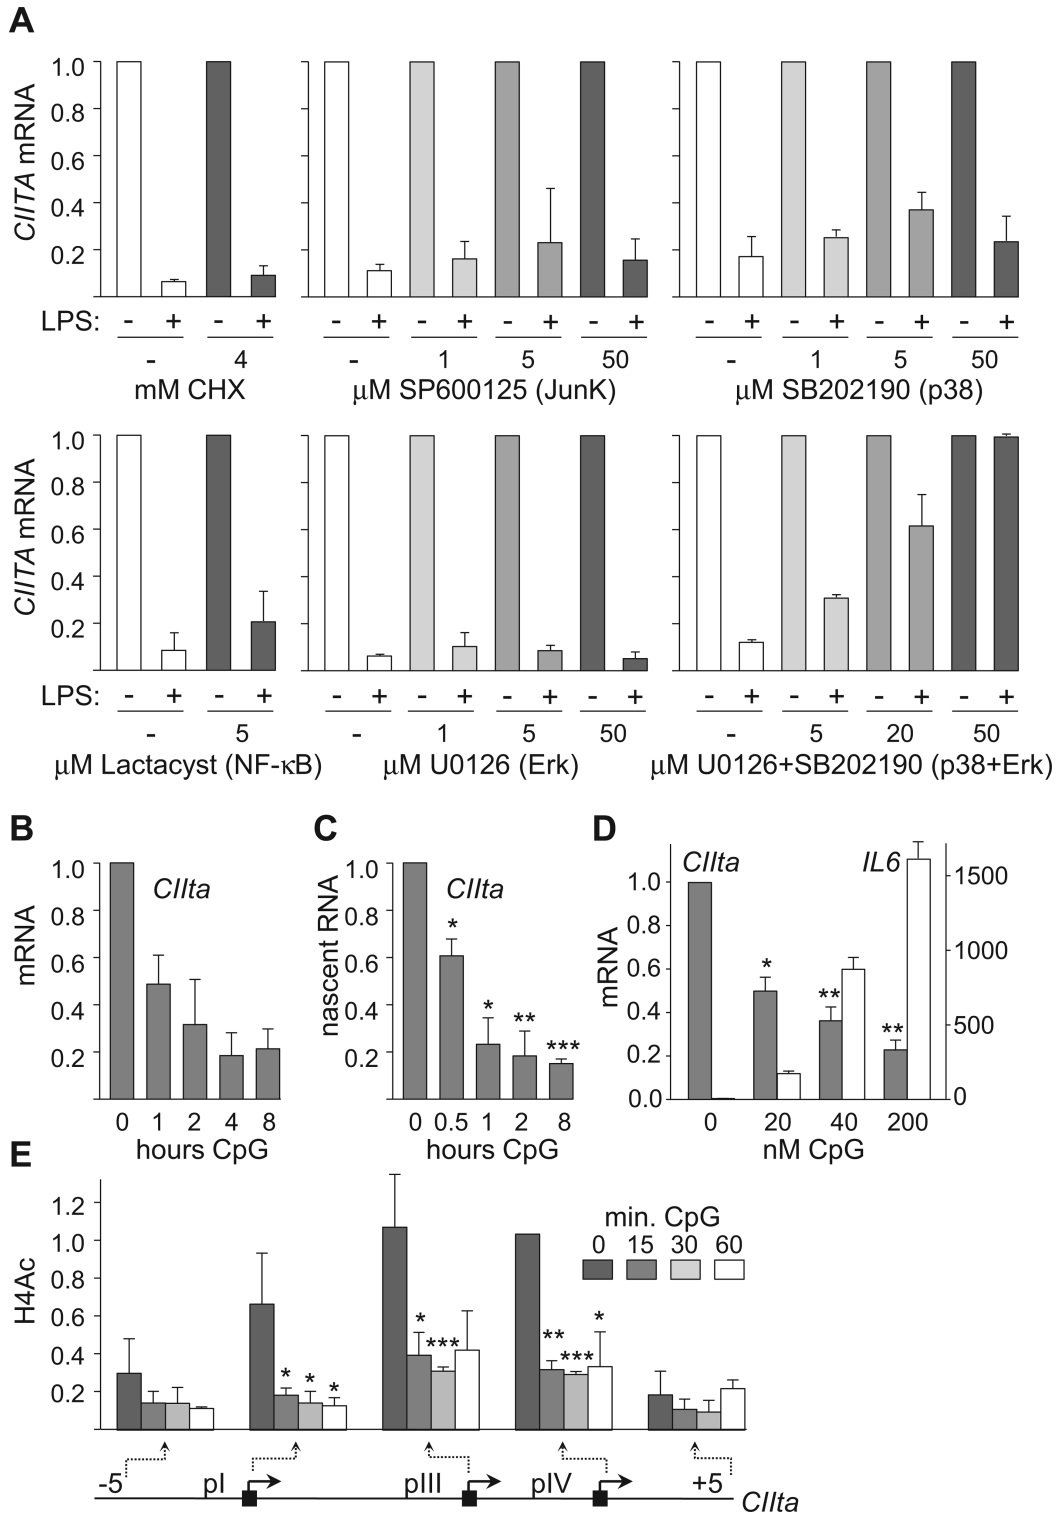 A
CIITA mRNA
1.0
0.8
0.6
0.4
0.2
LPS: - + - + - + - + - + - + - + - + - + - +
- 4 - 1 5 50 - 1 5 50
mM CHX μM SP600125 (JunK) μM SB202190 (p38)
CIITA mRNA
1.0
0.8
0.6
0.4
0.2
LPS: - + - + - + - + - + - + - + - + - + - +
- 5 - 1 5 50 - 5 20 50
μM Lactacyst (NF-κB) μM U0126 (Erk) μM U0126+SB202190 (p38+Erk)
B
mRNA
CIIta
1.0
0.8
0.6
0.4
0.2
0 1 2 4 8
hours CpG
C
nascent RNA
CIIta
1.0
0.8
0.6
0.4
0.2
* * ** ***
0 0.5 1 2 8
hours CpG
D
mRNA
CIIta IL6
1.0
0.8
0.6
0.4
0.2
0.0
1500
1000
500
0
* ** **
0 20 40 200
nM CpG
E
H4Ac
1.2
1.0
0.8
0.6
0.4
0.2
min. CpG
0 15 30 60
* * * * *** ** *** *
-5 pI pIII pIV +5
CIIta